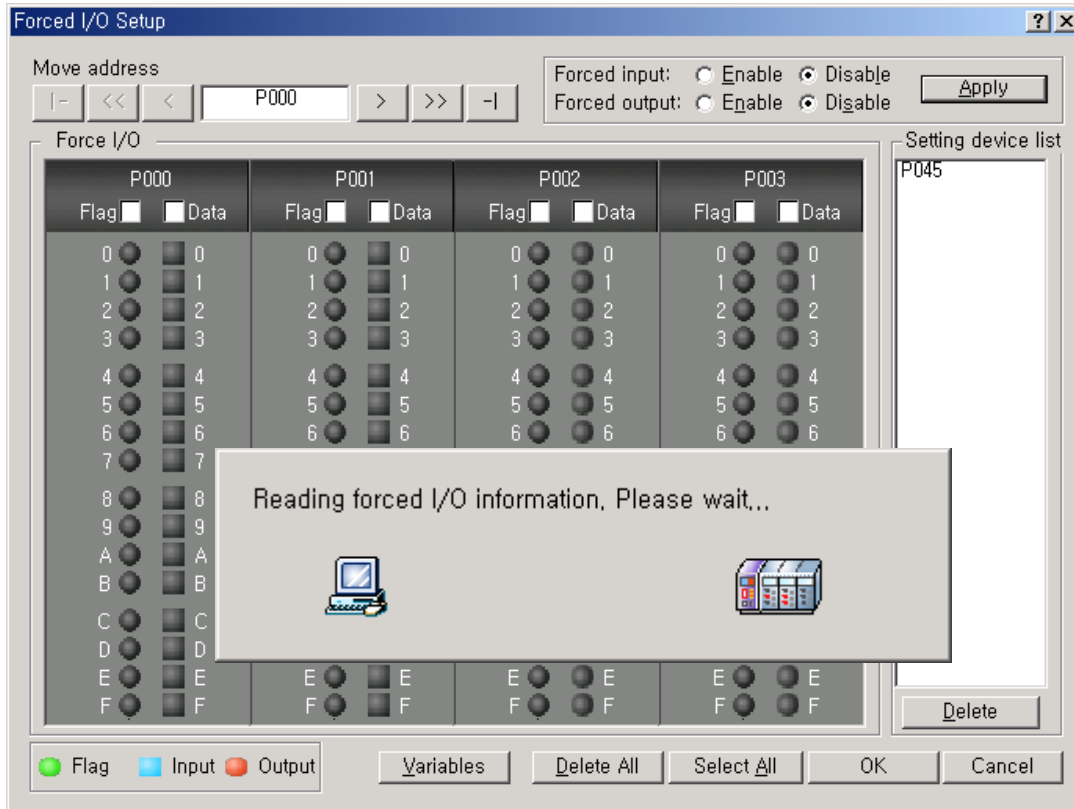 Forced I/O Setup
Move address
|- << < P000 > >> -|
Forced input: Enable Disable
Forced output: Enable Disable
Apply
Force I/O
Setting device list
P000 P001 P002 P003
P045
Flag Data Flag Data Flag Data Flag Data
0 0 0 0 0 0 0 0
1 1 1 1 1 1 1 1
2 2 2 2 2 2 2 2
3 3 3 3 3 3 3 3
4 4 4 4 4 4 4 4
5 5 5 5 5 5 5 5
6 6 6 6 6 6 6 6
7 7
8 8
9 9
A A
B B
C C
D D
Reading forced I/O information, Please wait,,,
E E E E E E E E
F F F F F F F F
Delete
Flag Input Output
Variables Delete All Select All OK Cancel